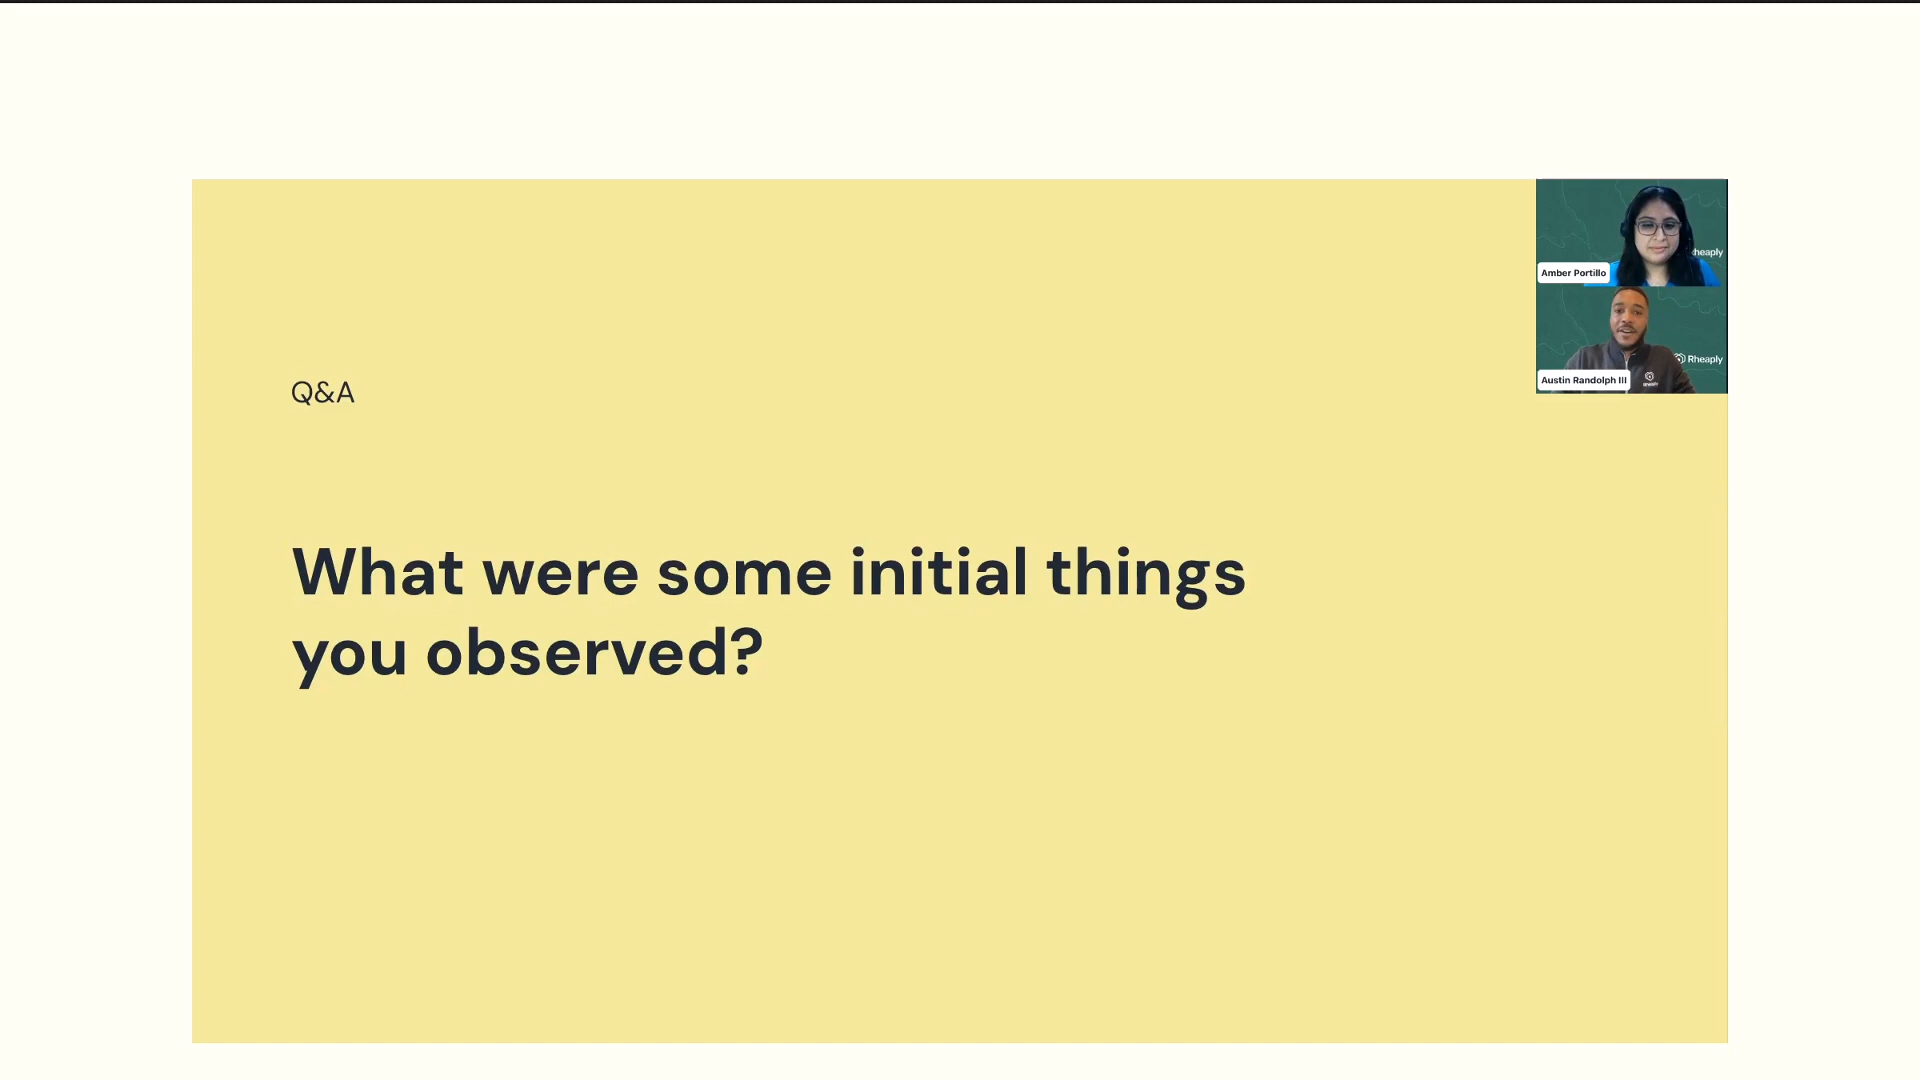 heaply
Amber Portillo
Rheaply
Austin Randolph III
Q&A
What were some initial things
you observed?